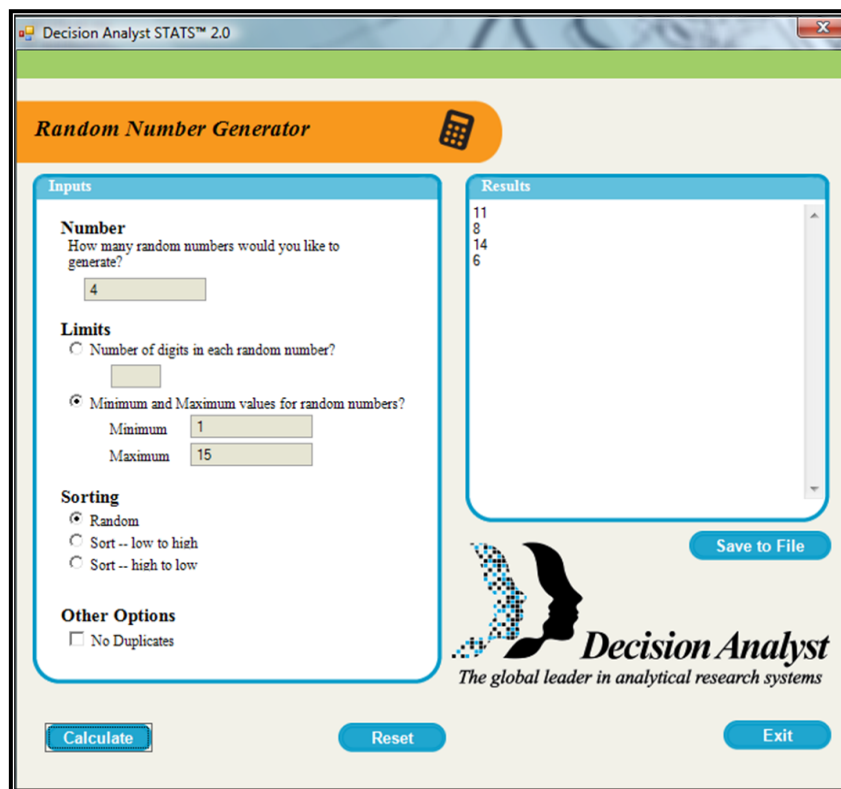 Decision Analyst STATS™ 2.0
Random Number Generator
Inputs
Number
How many random numbers would you like to
generate?
4
Limits
Number of digits in each random number?
Minimum and Maximum values for random numbers?
Minimum 1
Maximum 15
Sorting
Random
Sort -- low to high
Sort -- high to low
Other Options
No Duplicates
Results
11
8
14
6
Save to File
Decision Analyst
The global leader in analytical research systems
Calculate
Reset
Exit